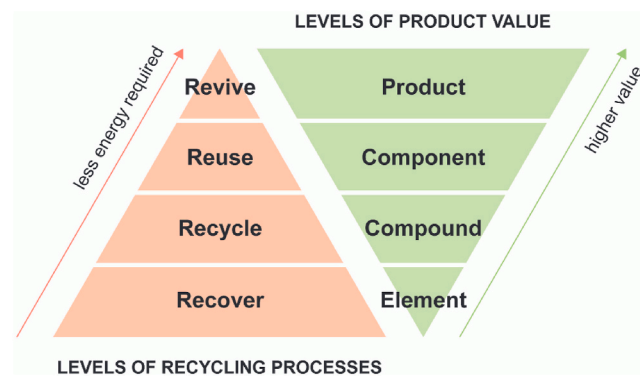 LEVELS OF PRODUCT VALUE
less energy required
Revive
Product
higher value
Reuse
Component
Recycle
Compound
Recover
Element
LEVELS OF RECYCLING PROCESSES